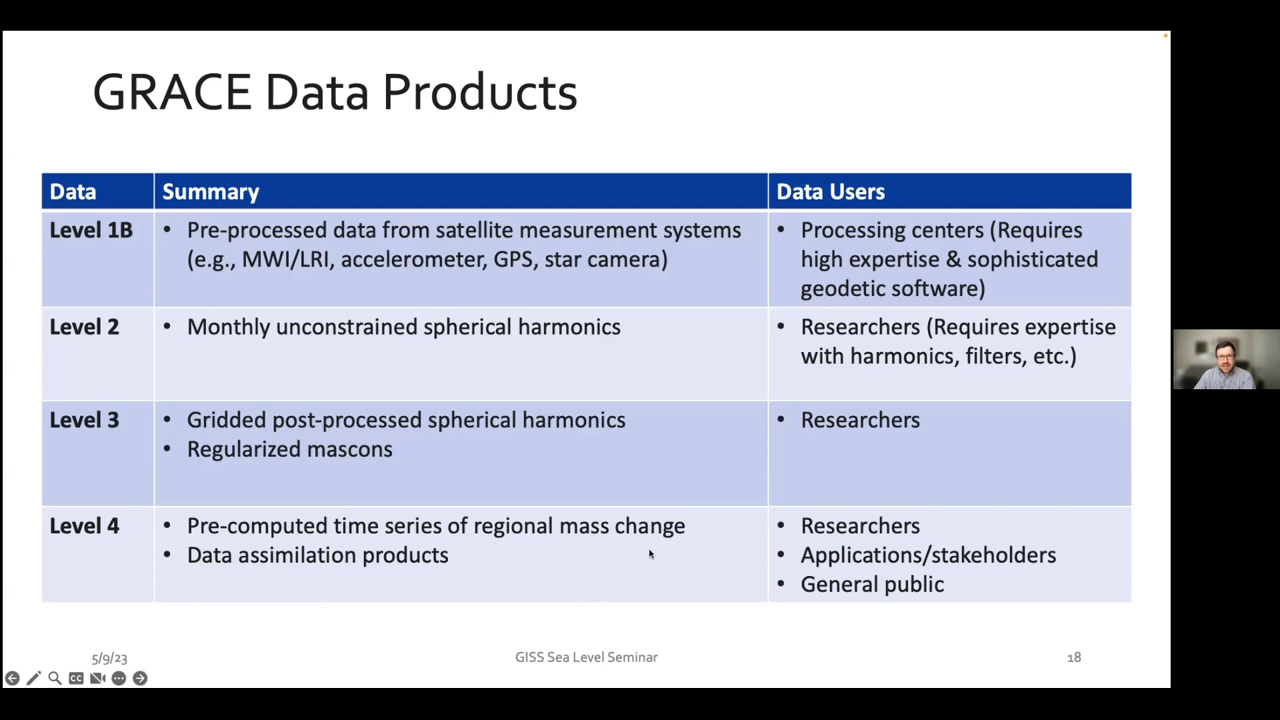 GRACE Data Products
Data
Summary
Data Users
Level 1B
• Pre-processed data from satellite measurement systems
(e.g., MWI/LRI, accelerometer, GPS, star camera)
• Processing centers (Requires
high expertise & sophisticated
geodetic software)
Level 2
• Monthly unconstrained spherical harmonics
• Researchers (Requires expertise
with harmonics, filters, etc.)
Level 3
• Gridded post-processed spherical harmonics
• Regularized mascons
• Researchers
Level 4
• Pre-computed time series of regional mass change
• Data assimilation products
• Researchers
• Applications/stakeholders
• General public
5/9/23
GISS Sea Level Seminar
18
CC